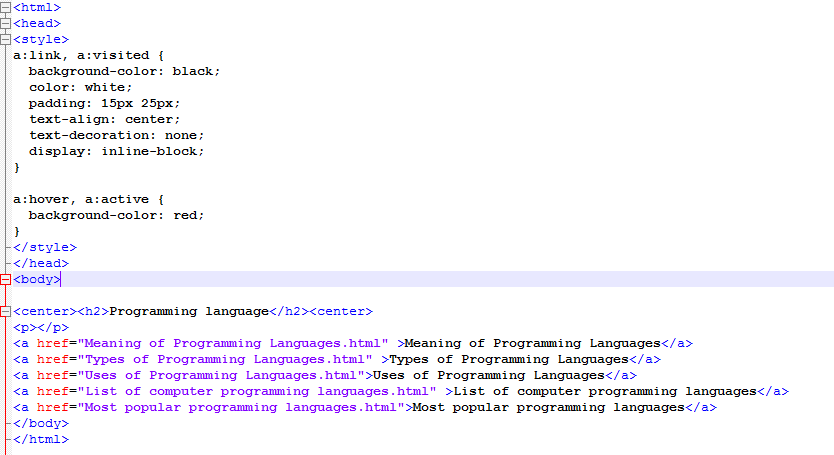 <html>
<head>
<style>
a:link, a:visited {
  background-color: black;
  color: white;
  padding: 15px 25px;
  text-align: center;
  text-decoration: none;
  display: inline-block;
}

a:hover, a:active {
  background-color: red;
}
</style>
</head>
<body>

<center><h2>Programming language</h2><center>
<p></p>
<a href="Meaning of Programming Languages.html" >Meaning of Programming Languages</a>
<a href="Types of Programming Languages.html" >Types of Programming Languages</a>
<a href="Uses of Programming Languages.html">Uses of Programming Languages</a>
<a href="List of computer programming languages.html" >List of computer programming languages</a>
<a href="Most popular programming languages.html">Most popular programming languages</a>
</body>
</html>